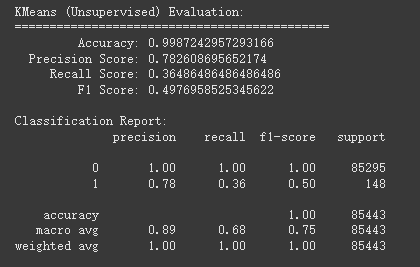 KMeans (Unsupervised) Evaluation:
=============================================
Accuracy: 0.9987242957293166
Precision Score: 0.782608695652174
Recall Score: 0.36486486486486486
F1 Score: 0.4976958525345622
Classification Report:
precision recall f1-score support
0 1.00 1.00 1.00 85295
1 0.78 0.36 0.50 148
accuracy 1.00 85443
macro avg 0.89 0.68 0.75 85443
weighted avg 1.00 1.00 1.00 85443